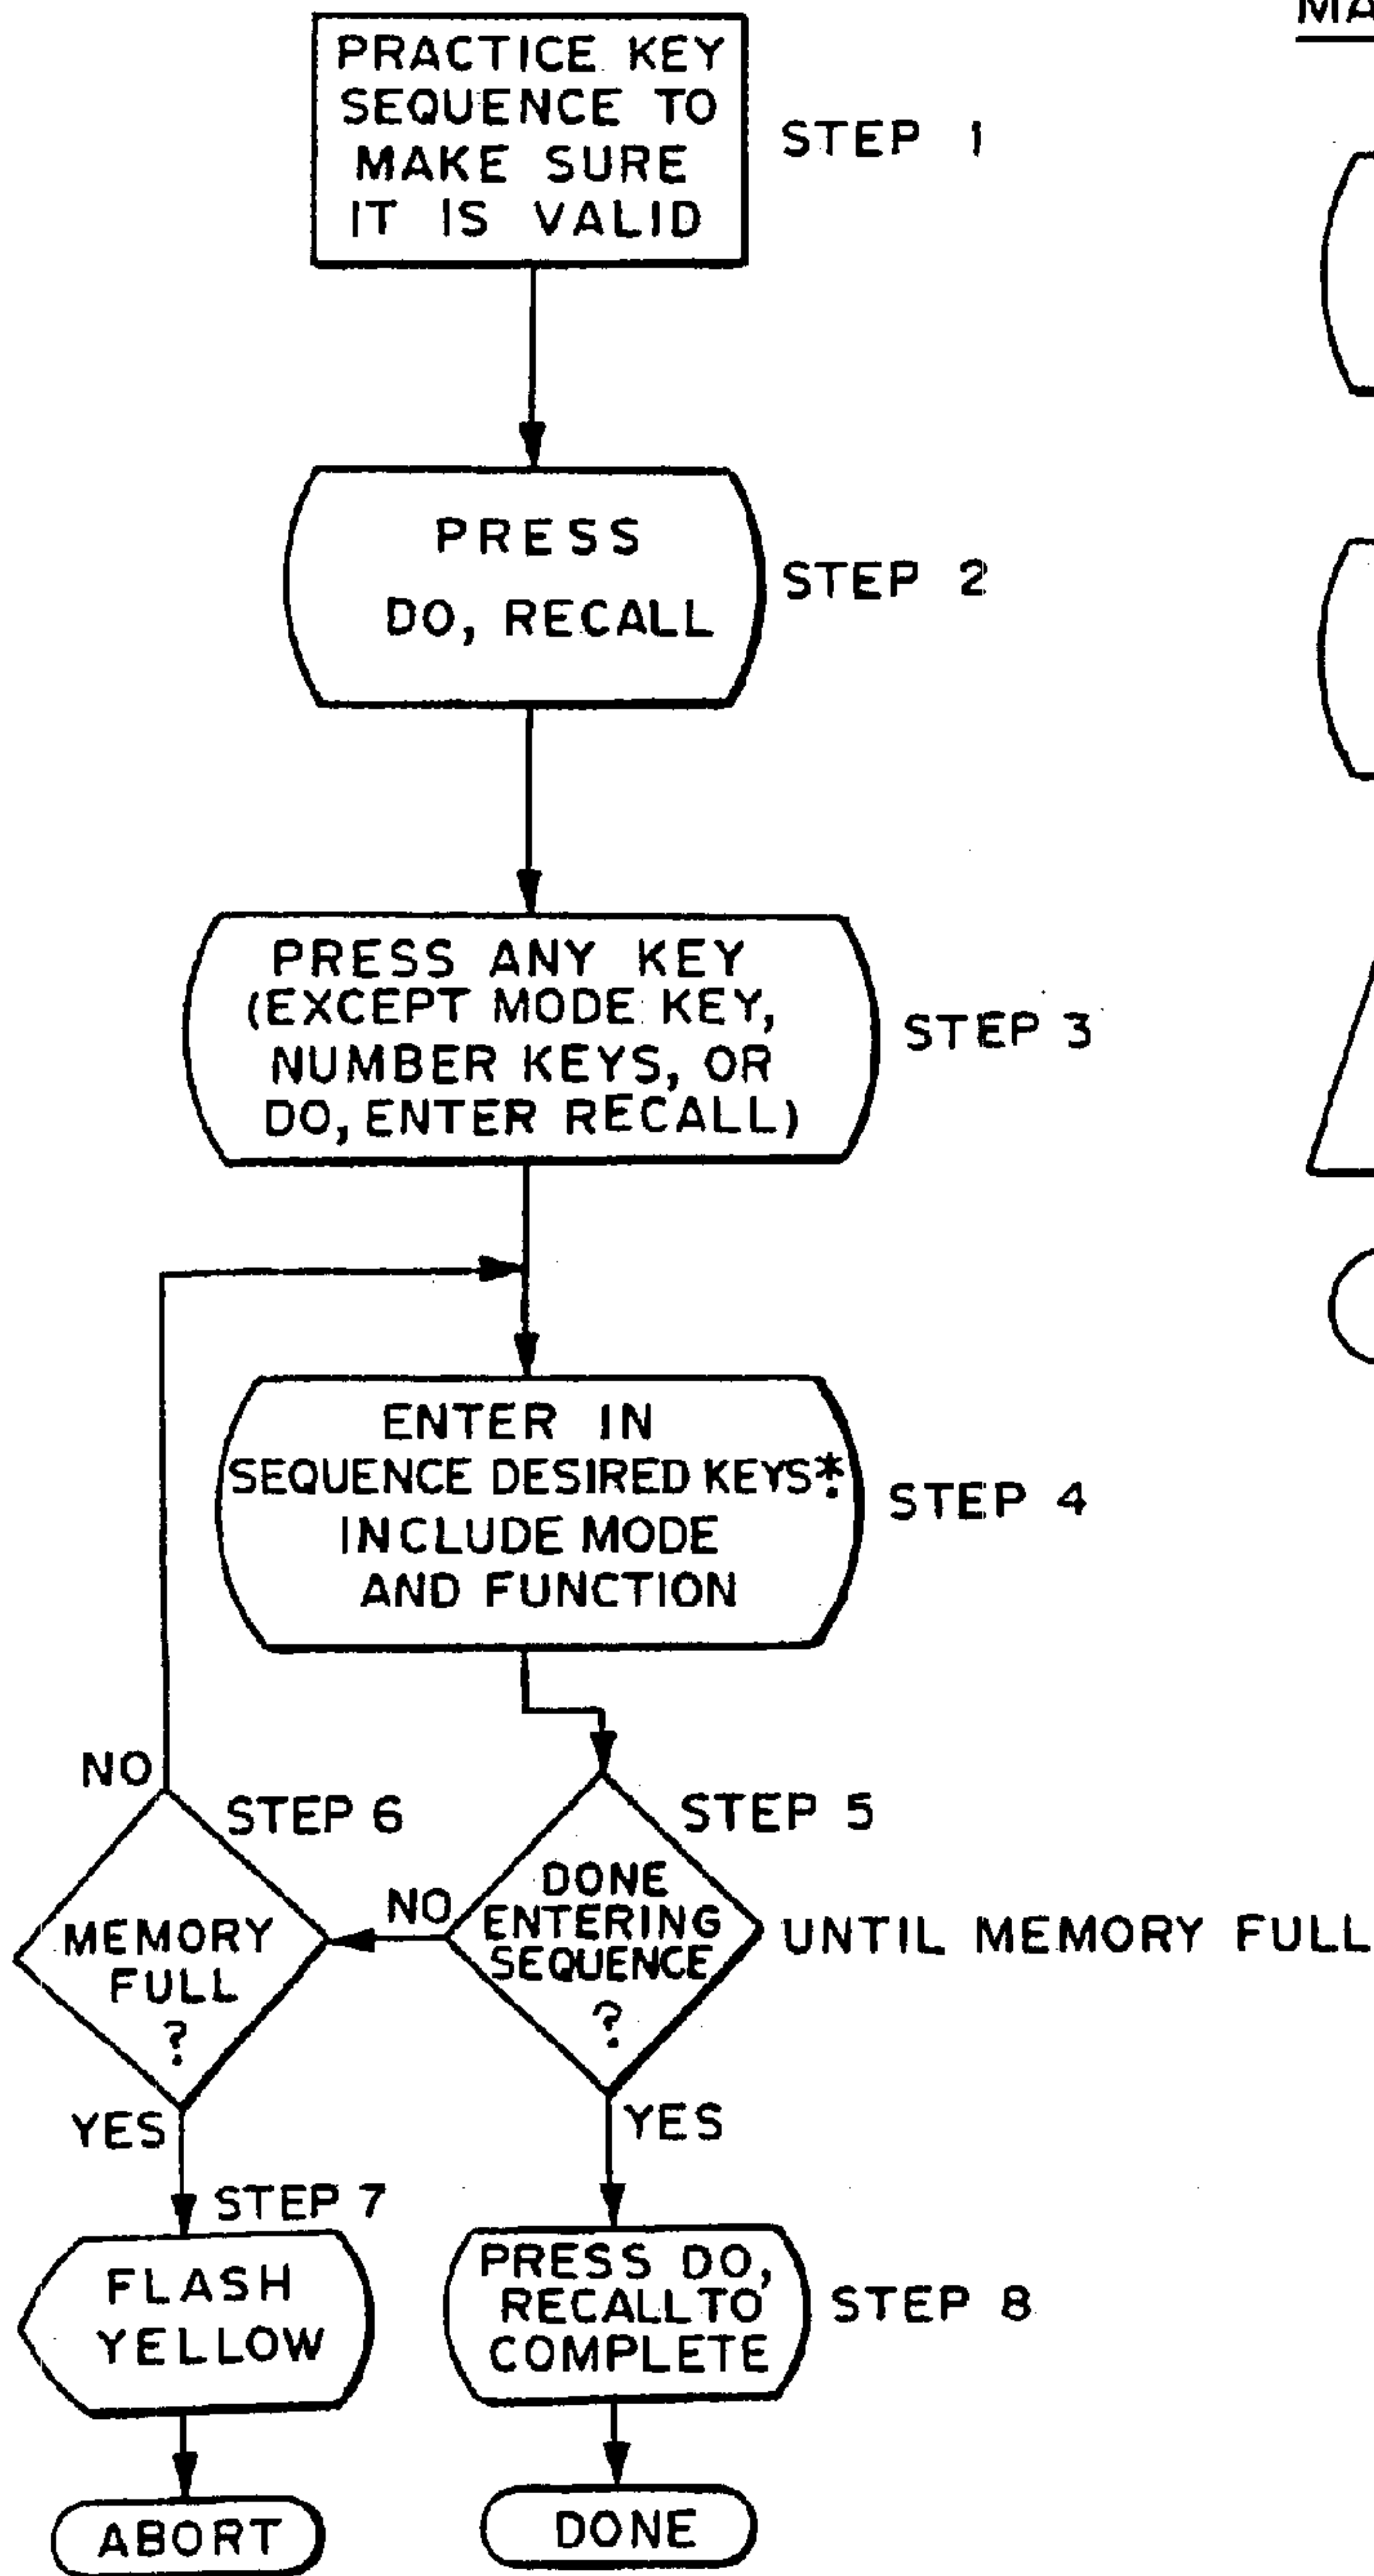 PRACTICE KEY
SEQUENCE TO
MAKE SURE
IT IS VALID
STEP 1
PRESS
DO, RECALL
STEP 2
PRESS ANY KEY
(EXCEPT MODE KEY,
NUMBER KEYS, OR
DO, ENTER RECALL)
STEP 3
ENTER IN
SEQUENCE DESIRED KEYS*.
INCLUDE MODE
AND FUNCTION
STEP 4
NO
STEP 6
MEMORY
FULL
?
NO
STEP 5
DONE
ENTERING
SEQUENCE
?
UNTIL MEMORY FULL
YES
YES
STEP 7
FLASH
YELLOW
PRESS DO,
RECALL TO
COMPLETE
STEP 8
ABORT
DONE